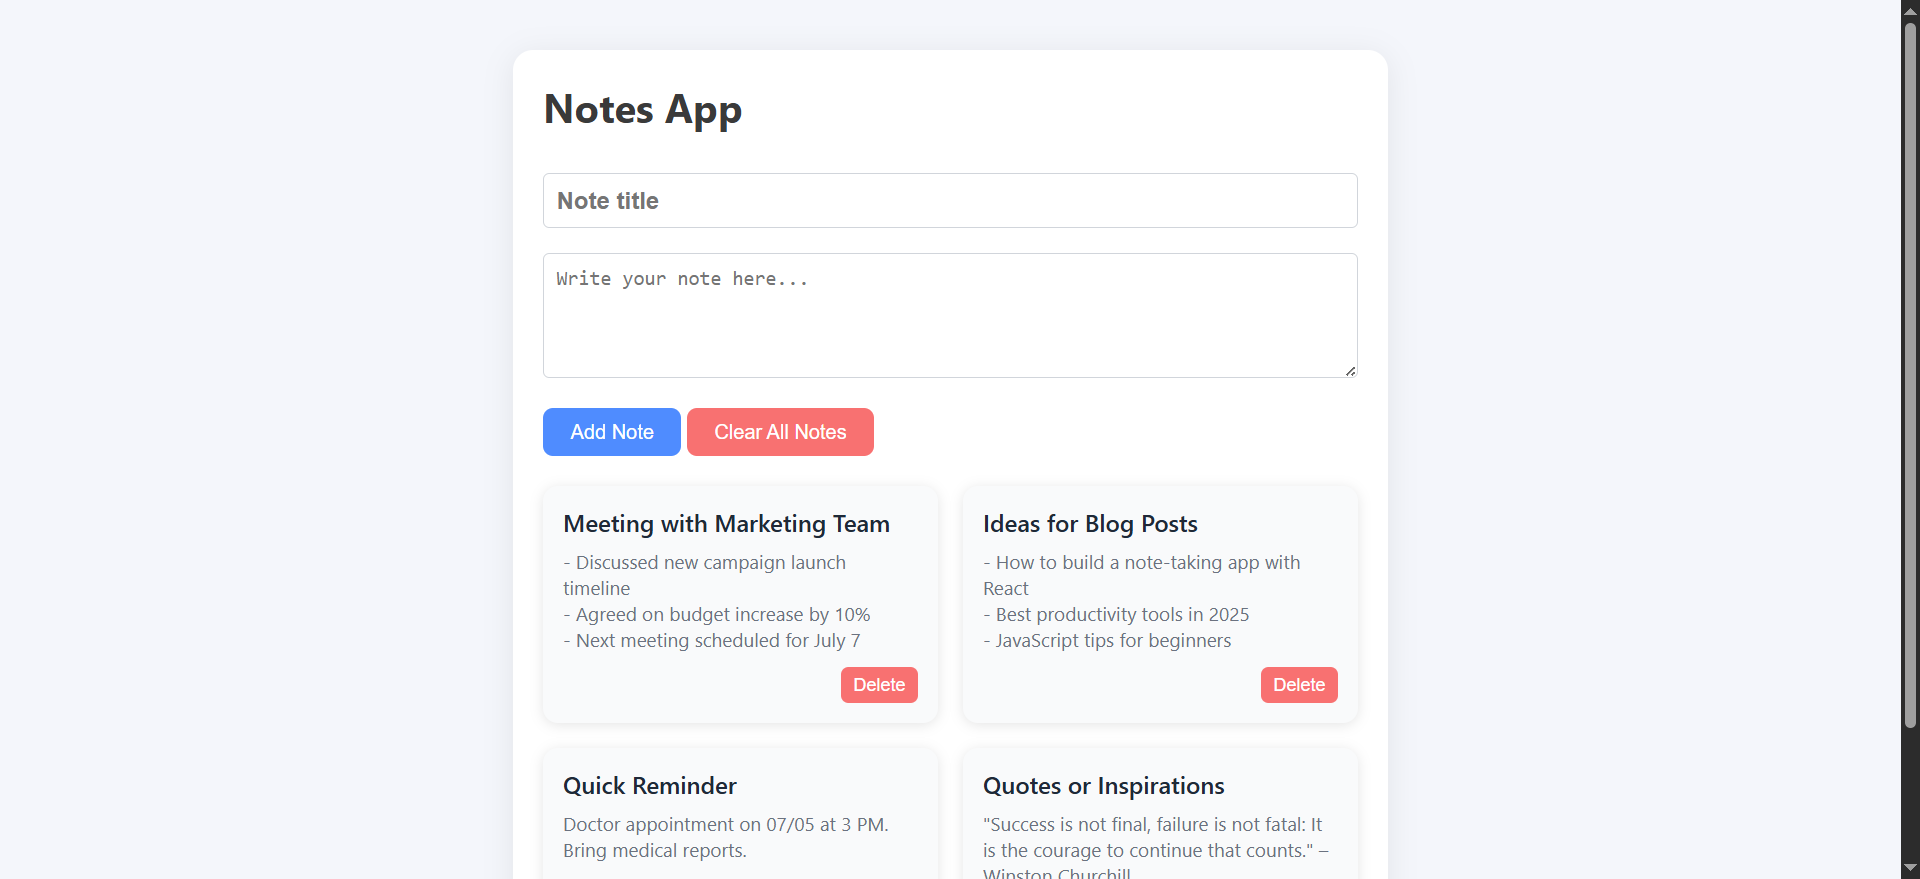 Notes App
Note title
Write your note here...
Add Note
Clear All Notes
Meeting with Marketing Team
- Discussed new campaign launch
timeline
- Agreed on budget increase by 10%
- Next meeting scheduled for July 7
Delete
Ideas for Blog Posts
- How to build a note-taking app with
React
- Best productivity tools in 2025
- JavaScript tips for beginners
Delete
Quick Reminder
Doctor appointment on 07/05 at 3 PM.
Bring medical reports.
Quotes or Inspirations
"Success is not final, failure is not fatal: It
is the courage to continue that counts." –
Winston Churchill